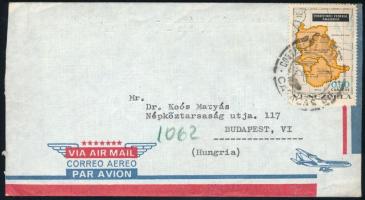 TERRITORIO FEDERAL
AMAZONAS
VENEZUELA
Mr.
Dr. Koós Matyás
Népköztarsaság utja. 117
1062
BUDAPEST, VI
(Hungria)
VIA AIR MAIL
CORREO AEREO
PAR AVION